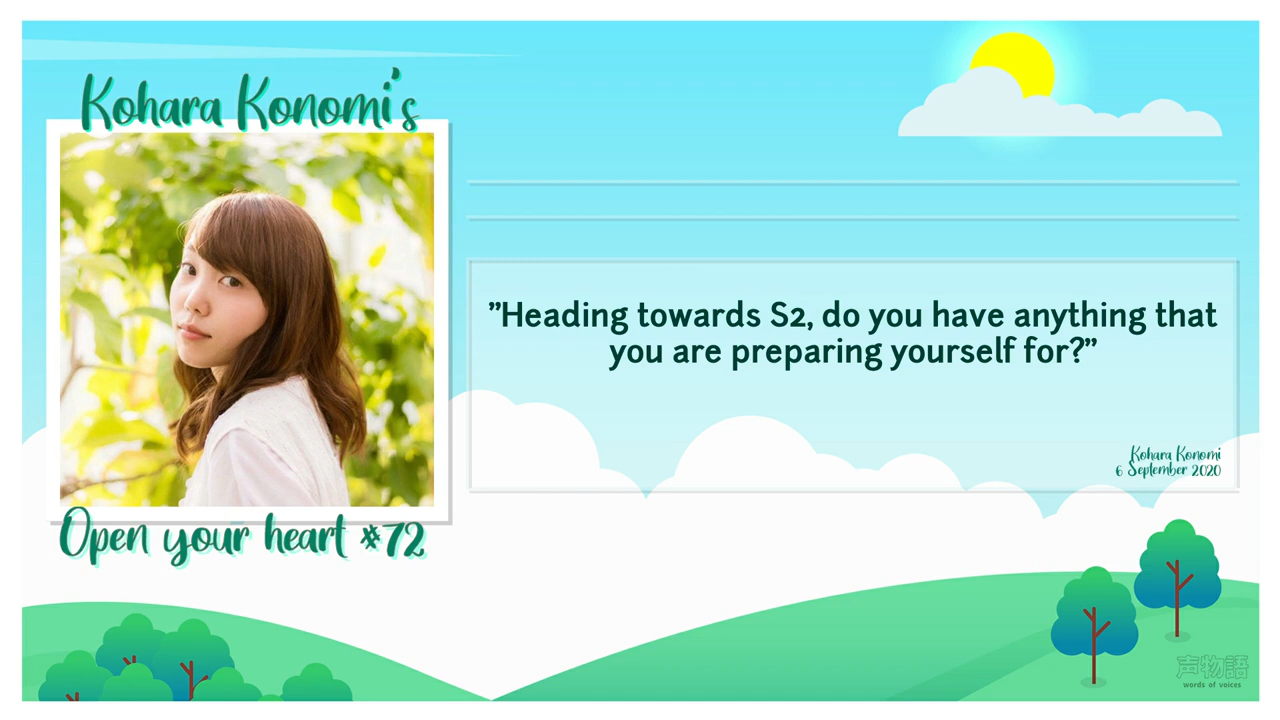 Kohara Konomi's
Open your heart #72
”Heading towards S2, do you have anything that
you are preparing yourself for?”
Kohara Konomi
6 September 2020
声物語
words of voices